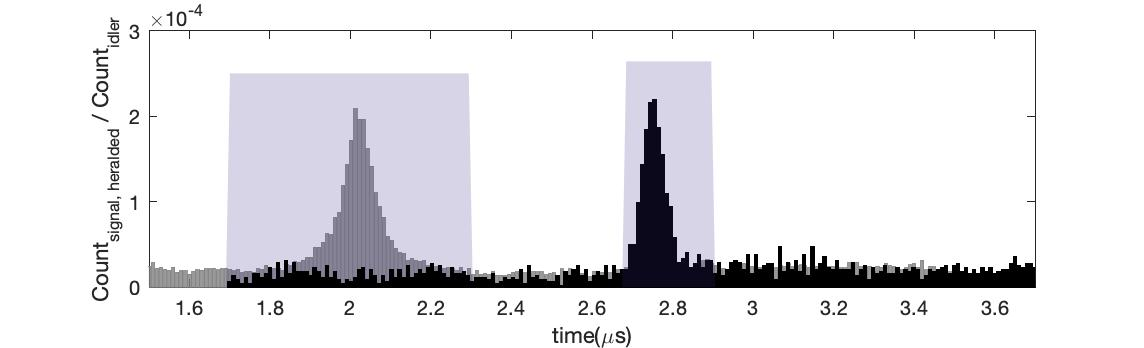 ×10⁻⁴
3
2
1
0
Count_signal, heralded / Count_idler
1.6 1.8 2 2.2 2.4 2.6 2.8 3 3.2 3.4 3.6
time(μs)